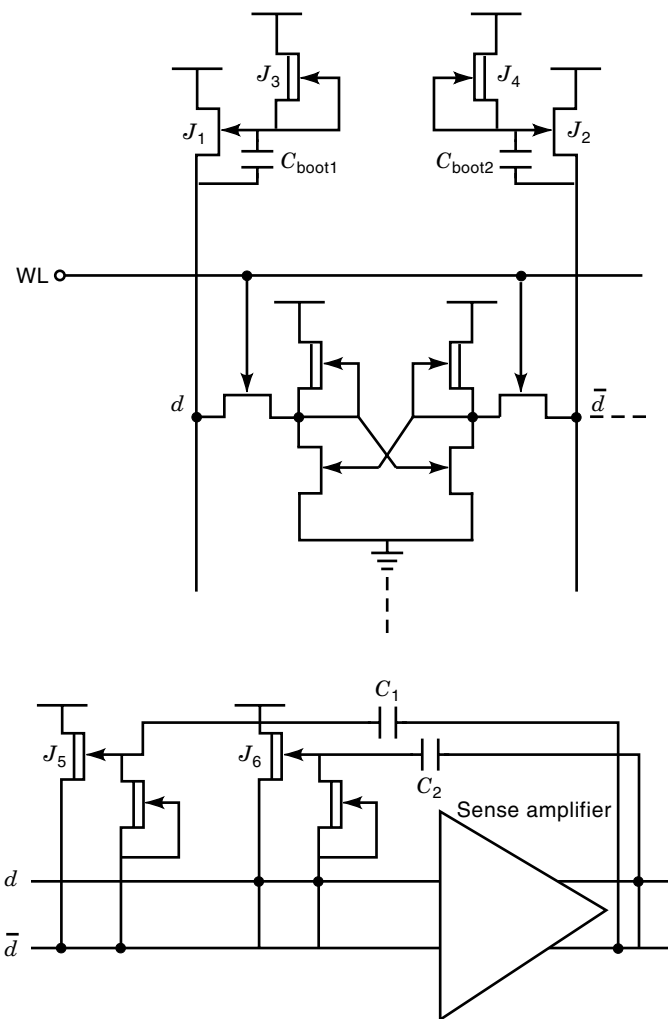 J3
J4
J1
J2
Cboot1
Cboot2
WL
d
d̅
C1
J5
J6
C2
Sense amplifier
d
d̅